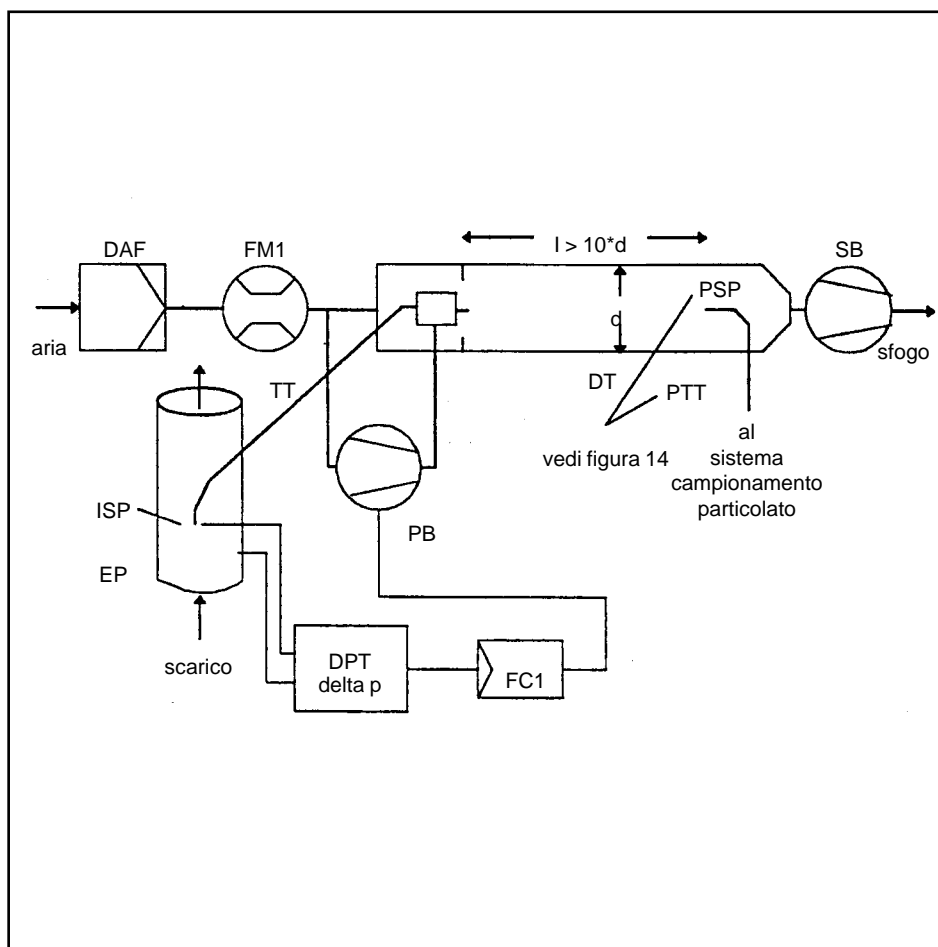 DAF
FM1
l > 10*d
SB
PSP
d
aria
sfogo
TT
DT
PTT
vedi figura 14
al
sistema
campionamento
particolato
ISP
PB
EP
scarico
DPT
delta p
FC1